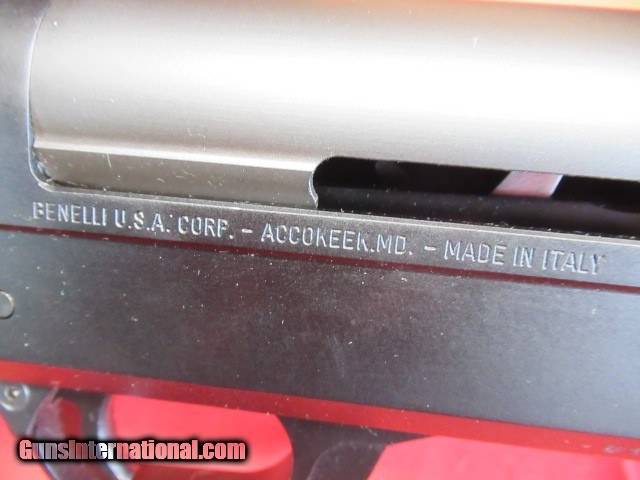 BENELLI U.S.A. CORP. - ACCOKEEK.MD. - MADE IN ITALY
GunsInternational.com